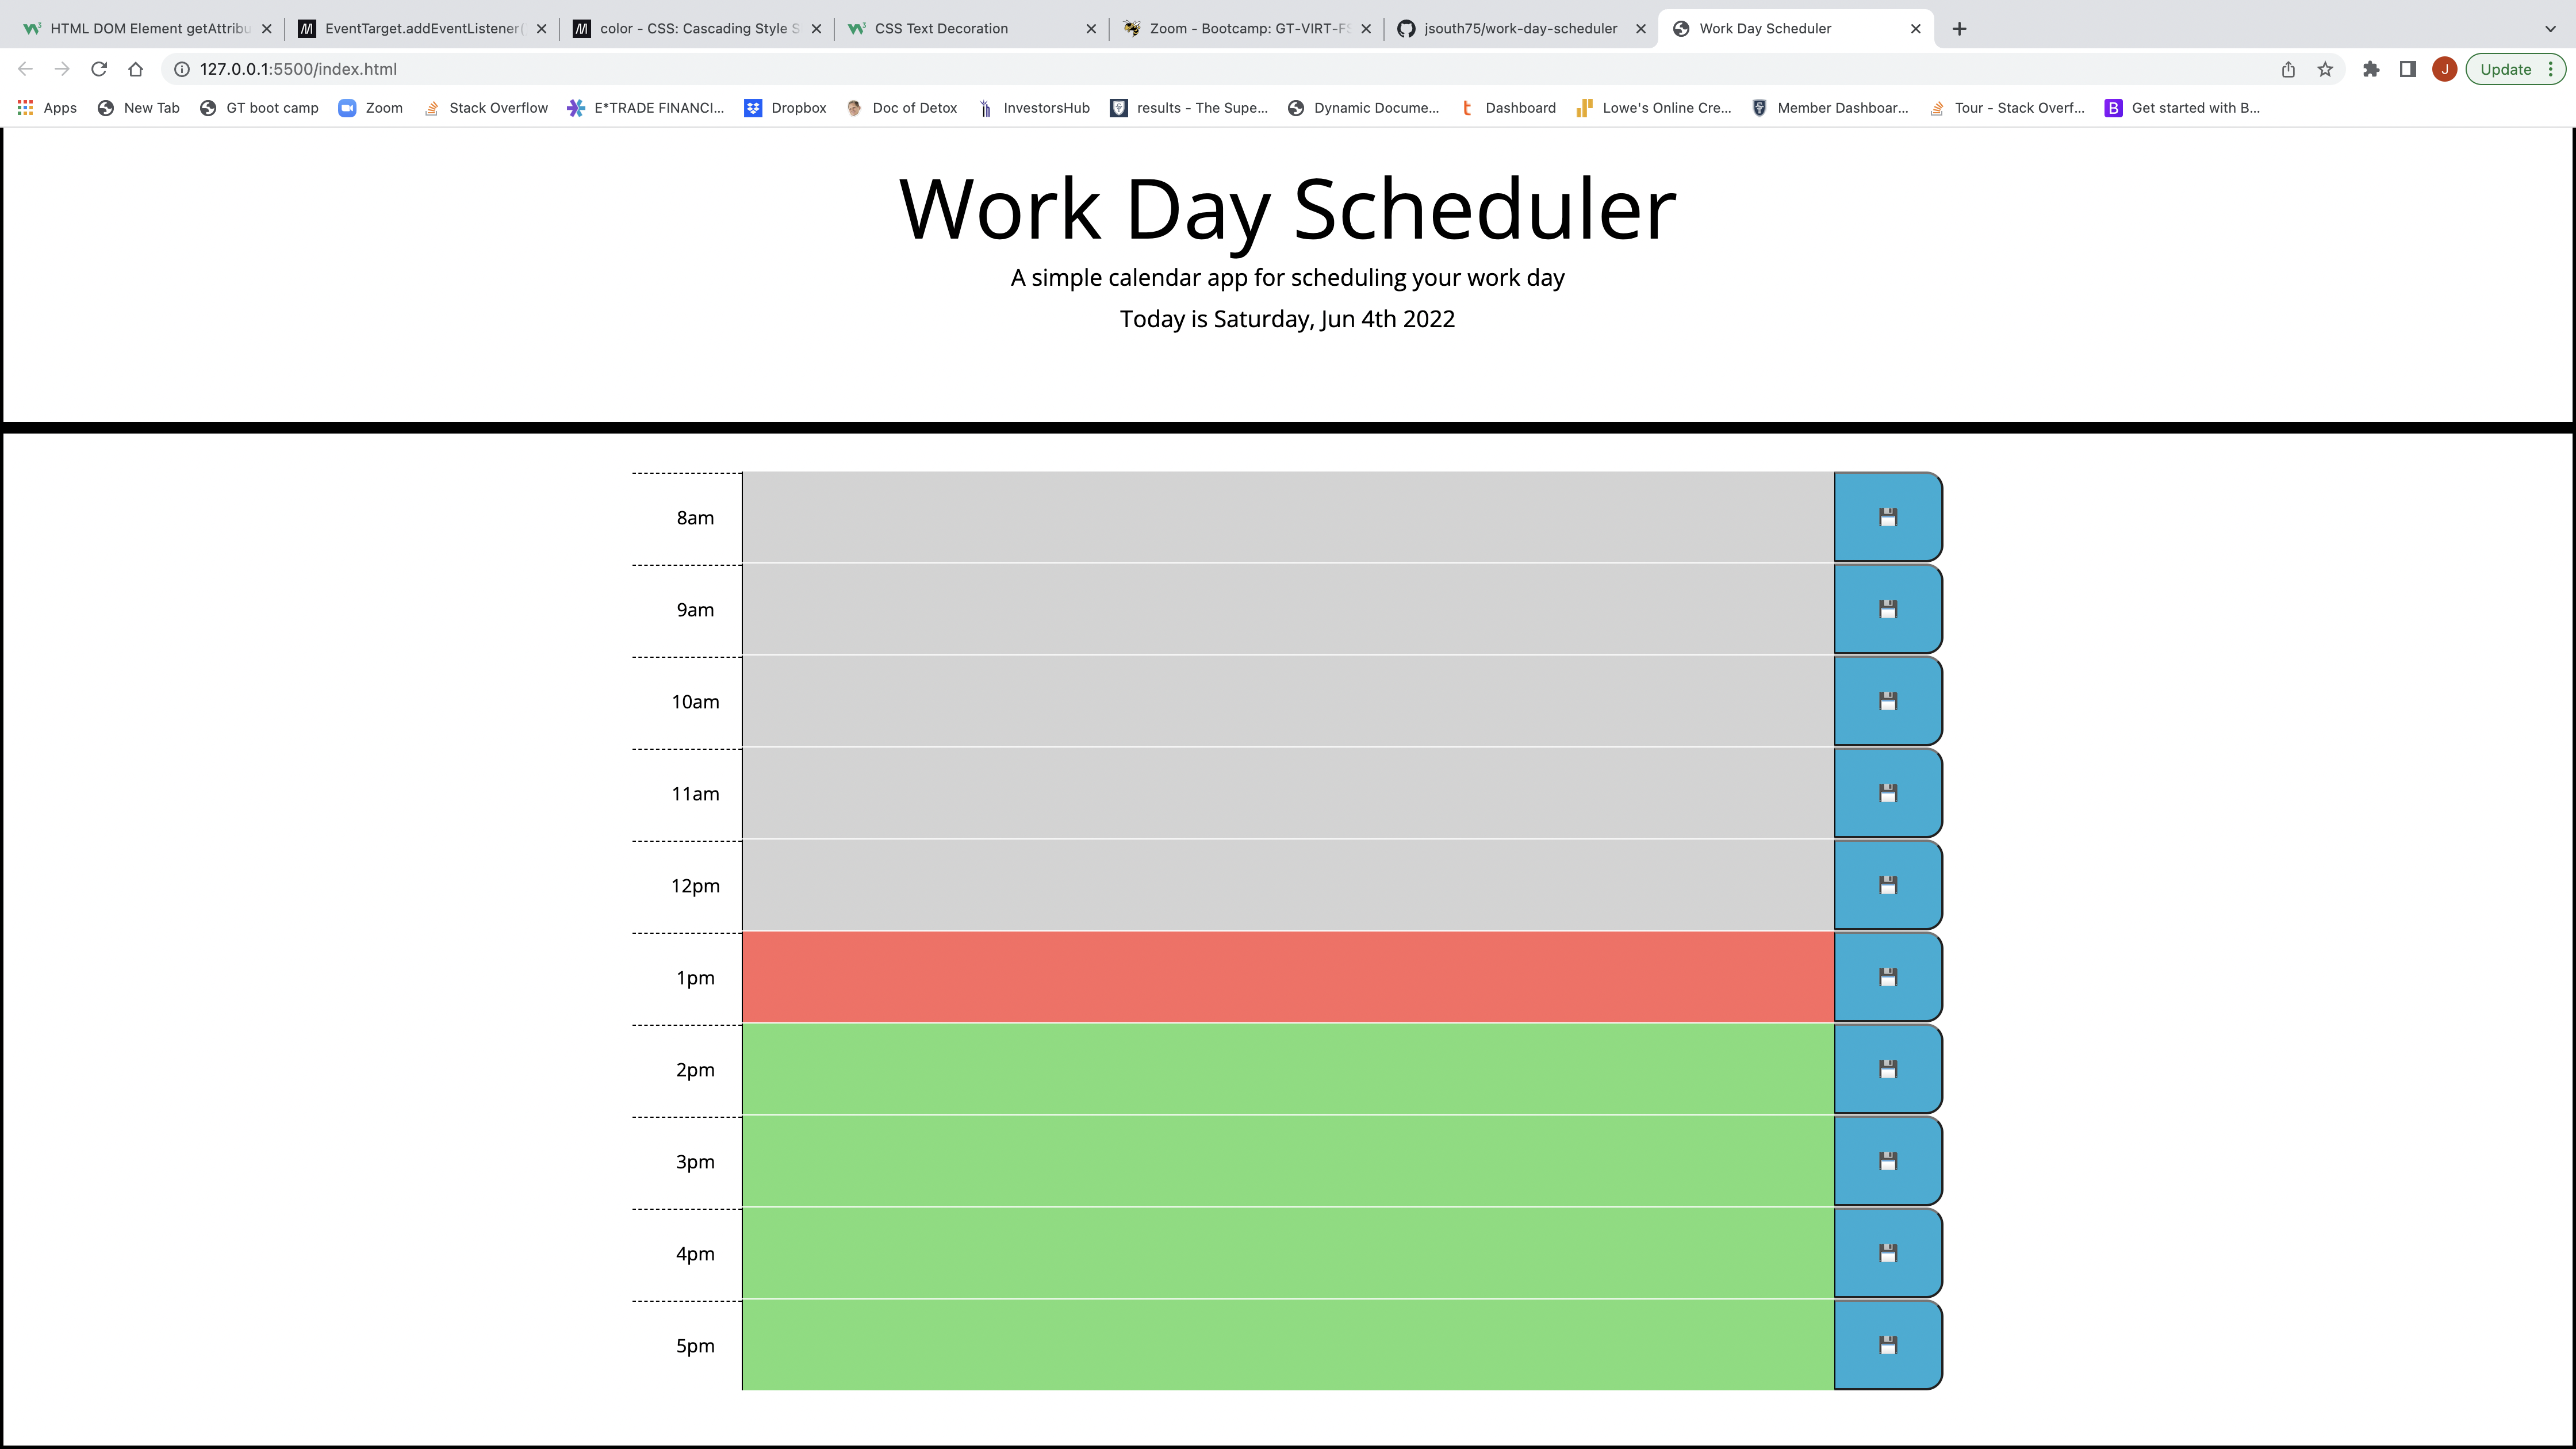 HTML DOM Element getAttribu
EventTarget.addEventListener(
color - CSS: Cascading Style S
CSS Text Decoration
Zoom - Bootcamp: GT-VIRT-FS
jsouth75/work-day-scheduler
Work Day Scheduler
127.0.0.1:5500/index.html
J
Update
Apps
New Tab
GT boot camp
Zoom
Stack Overflow
E*TRADE FINANCI...
Dropbox
Doc of Detox
InvestorsHub
results - The Supe...
Dynamic Docume...
Dashboard
Lowe's Online Cre...
Member Dashboar...
Tour - Stack Overf...
B
Get started with B...
Work Day Scheduler
A simple calendar app for scheduling your work day
Today is Saturday, Jun 4th 2022
8am
9am
10am
11am
12pm
1pm
2pm
3pm
4pm
5pm